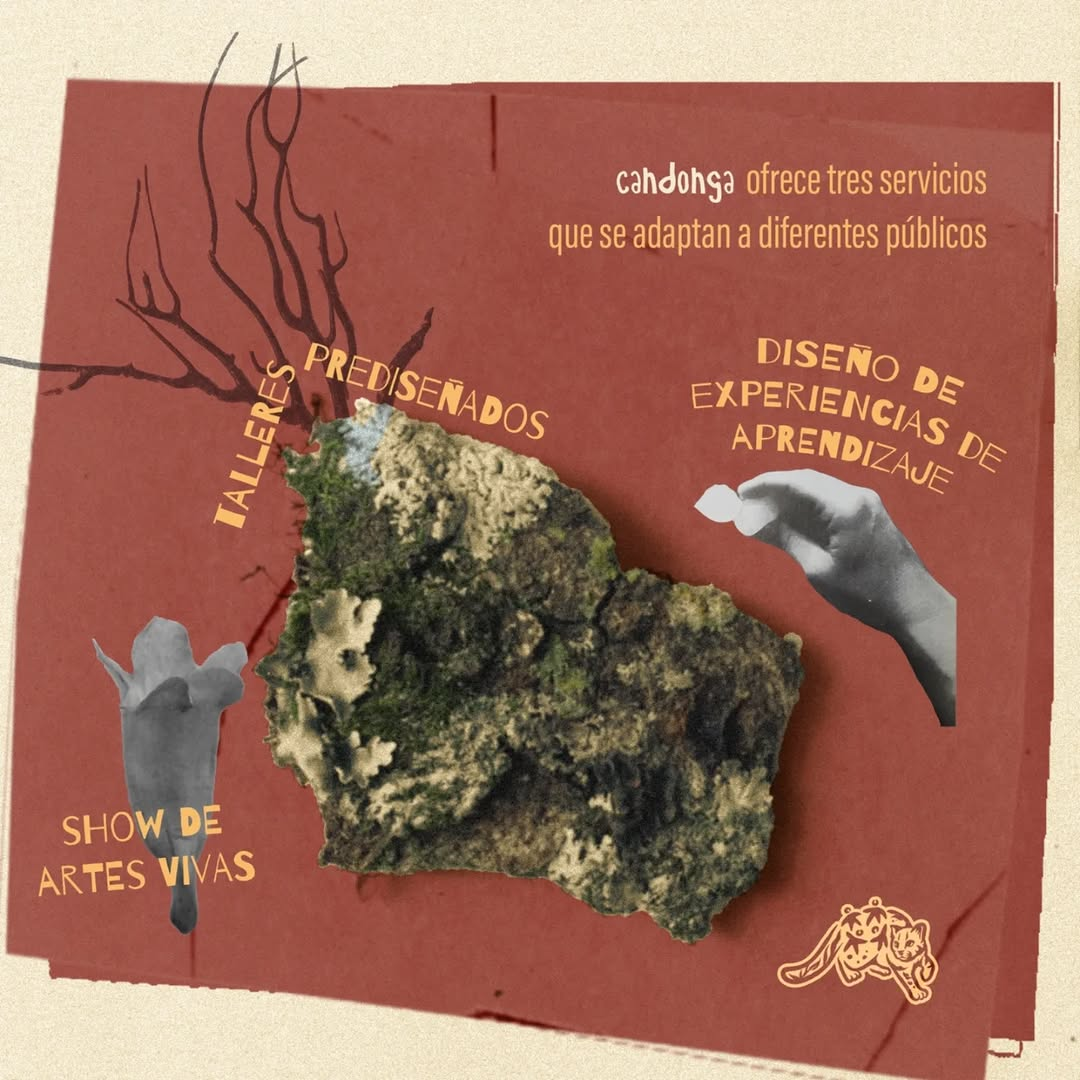 candonga ofrece tres servicios
que se adaptan a diferentes públicos
TALLERES PREDISEÑADOS
DISEÑO DE
EXPERIENCIAS DE
APRENDIZAJE
SHOW DE
ARTES VIVAS